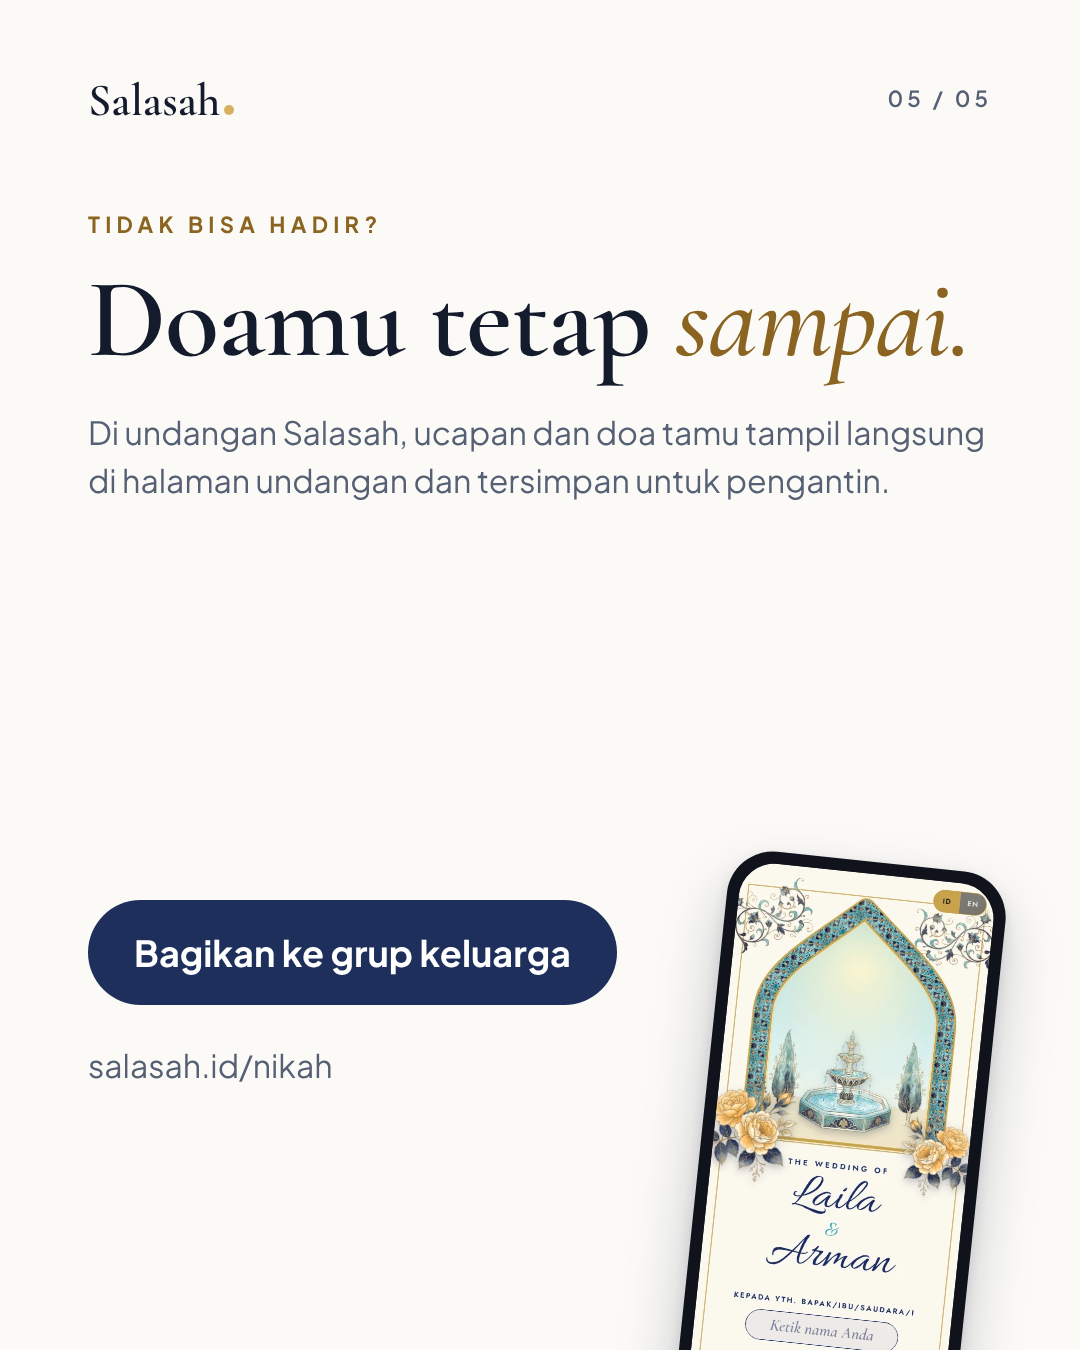 Salasah.
05 / 05
TIDAK BISA HADIR?
Doamu tetap sampai.
Di undangan Salasah, ucapan dan doa tamu tampil langsung
di halaman undangan dan tersimpan untuk pengantin.
Bagikan ke grup keluarga
salasah.id/nikah
ID EN
THE WEDDING OF
Laila
&
Arman
KEPADA YTH. BAPAK/IBU/SAUDARA/I
Ketik nama Anda